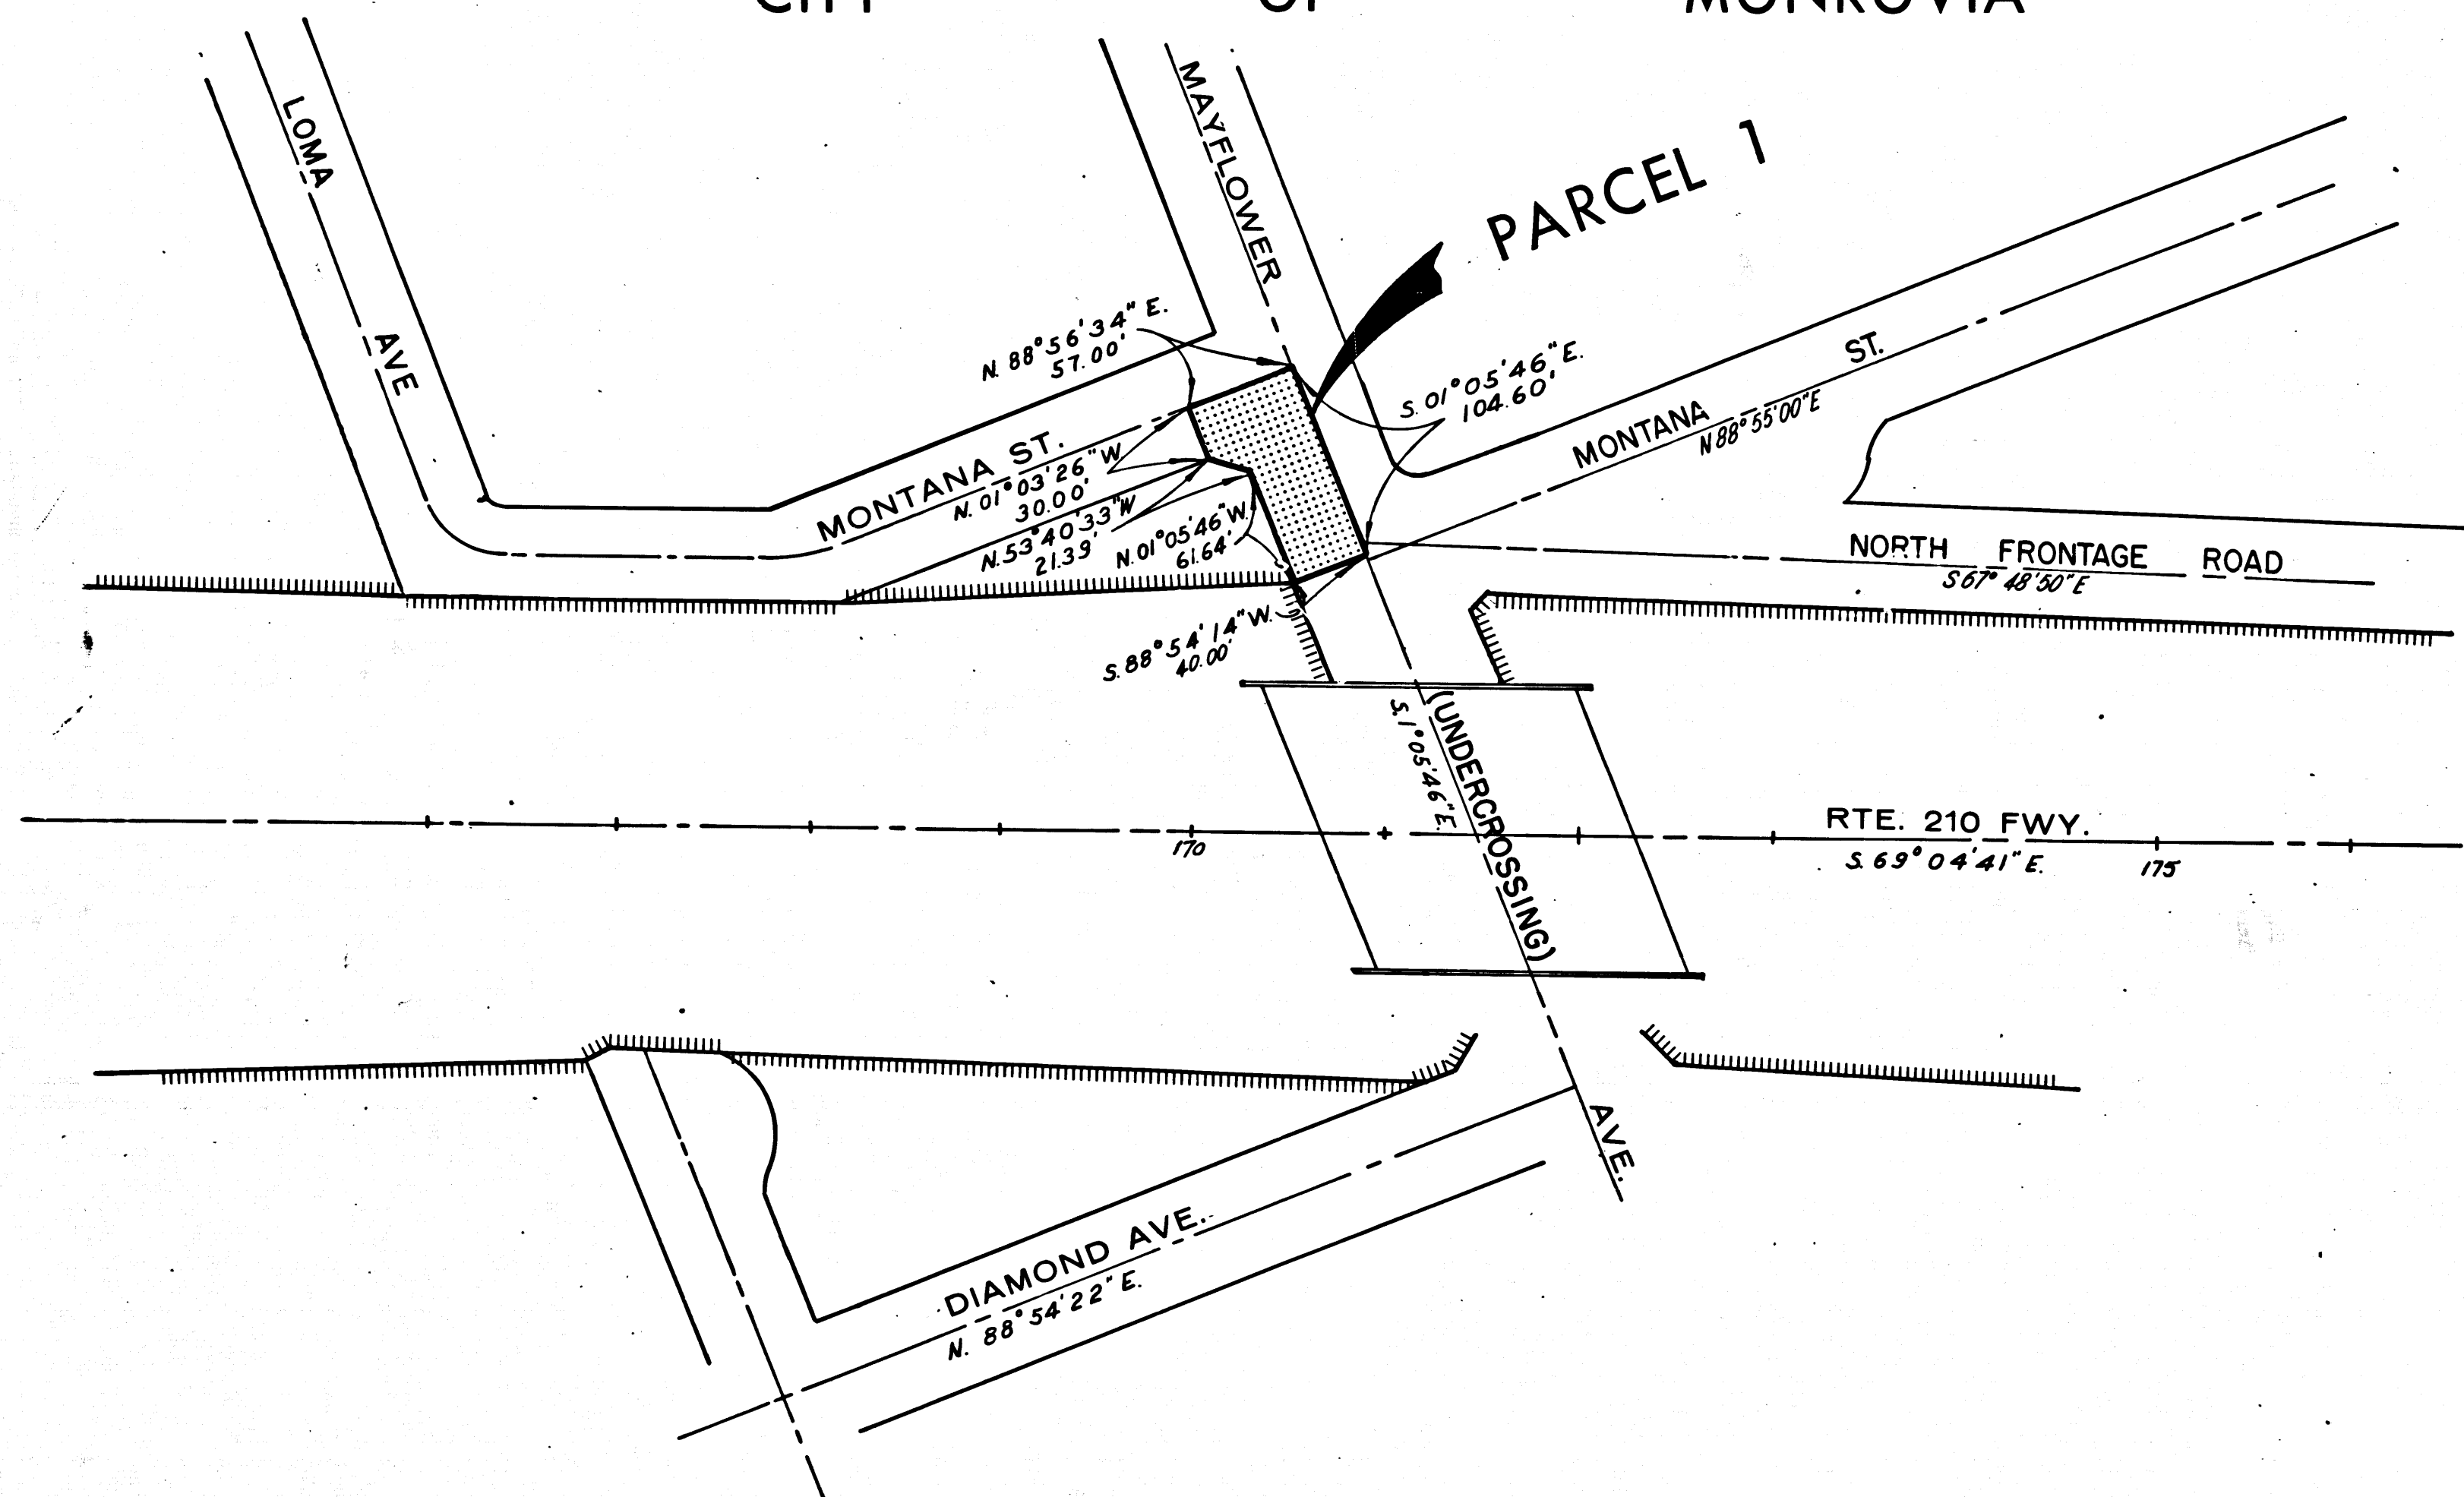 LOMA
AVE
MAYFLOWER
PARCEL 1
N. 88°56'34" E.
57.00'
S. 01°05'46" E.
104.60'
MONTANA ST.
N. 01°03'26" W.
30.00'
N. 53°40'33" W
21.39'
N. 01°05'46" W.
61.64'
S. 88°54'14" W.
40.00'
MONTANA ST.
N 88°55'00" E
NORTH FRONTAGE ROAD
S 67° 48'50" E
(UNDERCROSSING)
S. 1°05'46" E.
170
RTE. 210 FWY.
S. 69°04'41" E.
175
AVE.
DIAMOND AVE.
N. 88°54'22" E.